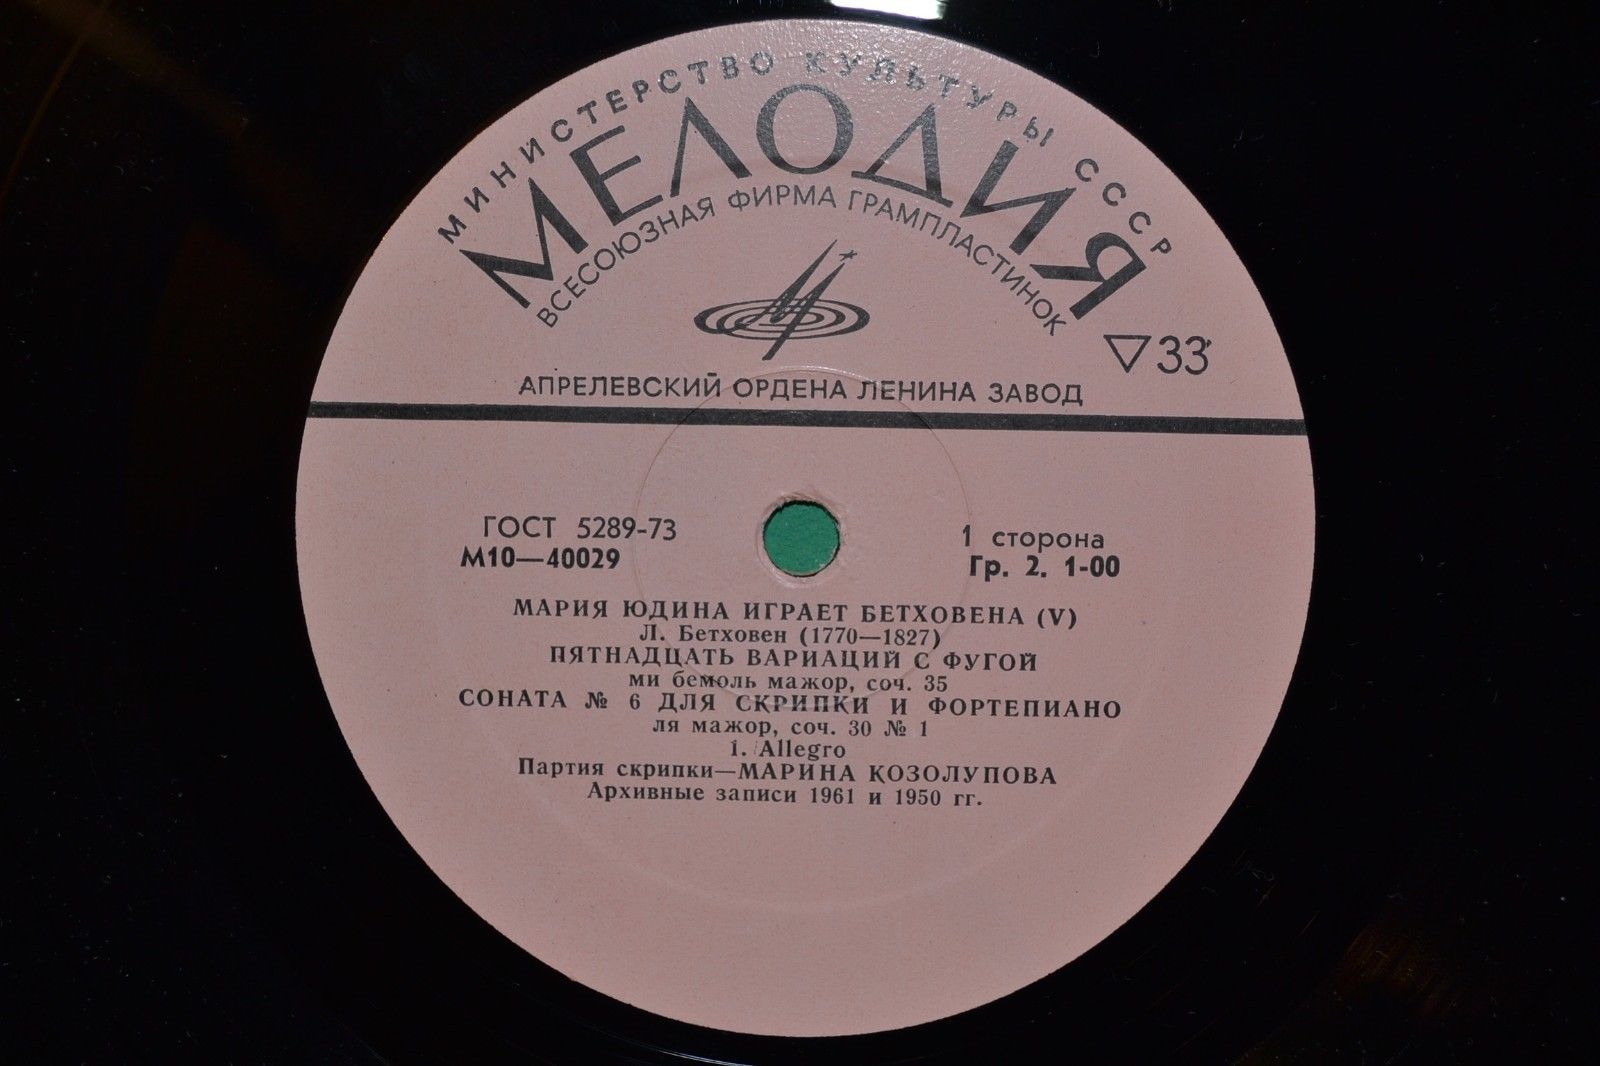 МИНИСТЕРСТВО КУЛЬТУРЫ СССР
МЕЛОДИЯ
ВСЕСОЮЗНАЯ ФИРМА ГРАМПЛАСТИНОК
▽33
АПРЕЛЕВСКИЙ ОРДЕНА ЛЕНИНА ЗАВОД
ГОСТ 5289-73
М10—40029
1 сторона
Гр. 2. 1-00
МАРИЯ ЮДИНА ИГРАЕТ БЕТХОВЕНА (V)
Л. Бетховен (1770—1827)
ПЯТНАДЦАТЬ ВАРИАЦИЙ С ФУГОЙ
ми бемоль мажор, соч. 35
СОНАТА № 6 ДЛЯ СКРИПКИ И ФОРТЕПИАНО
ля мажор, соч. 30 № 1
1. Allegro
Партия скрипки—МАРИНА КОЗОЛУПОВА
Архивные записи 1961 и 1950 гг.